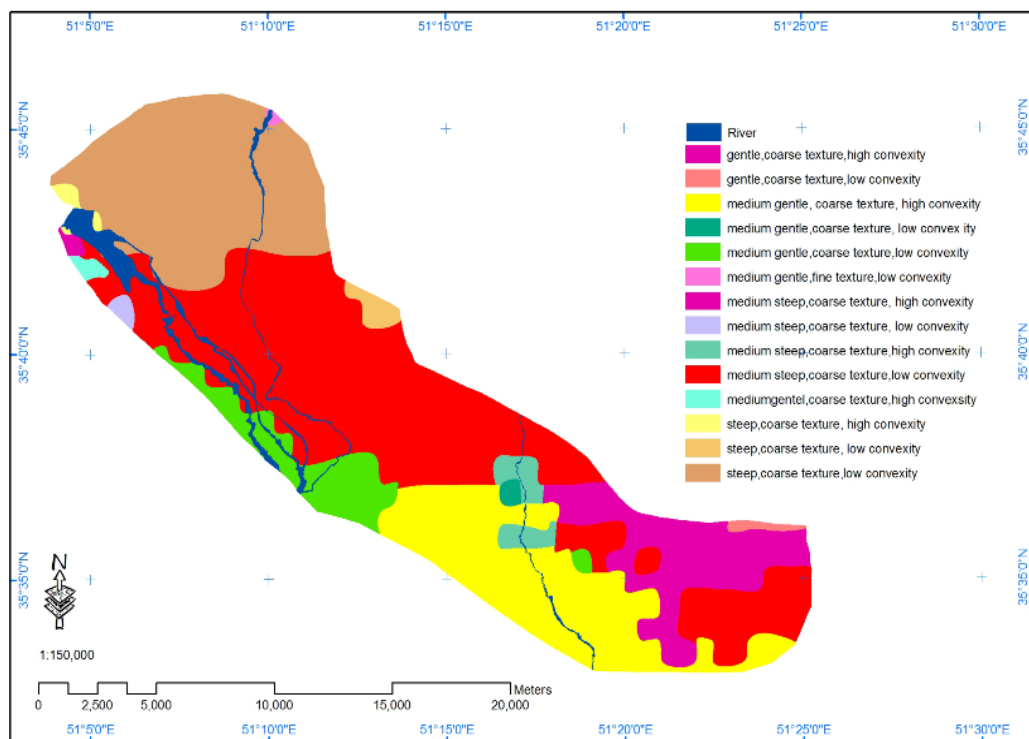 51°5'0"E 51°10'0"E 51°15'0"E 51°20'0"E 51°25'0"E 51°30'0"E
35°45'0"N 35°45'0"N
River
gentle,coarse texture,high convexity
gentle,coarse texture,low convexity
medium gentle, coarse texture, high convexity
medium gentle,coarse texture, low convex ity
medium gentle,coarse texture,low convexity
medium gentle,fine texture,low convexity
medium steep,coarse texture, high convexity
medium steep,coarse texture, low convexity
medium steep,coarse texture,high convexity
medium steep,coarse texture,low convexity
mediumgentel,coarse texture,high convexsity
steep,coarse texture, high convexity
steep,coarse texture, low convexity
steep,coarse texture,low convexity
35°40'0"N 35°40'0"N
35°35'0"N 35°35'0"N
N
1:150,000
Meters
0 2,500 5,000 10,000 15,000 20,000
51°5'0"E 51°10'0"E 51°15'0"E 51°20'0"E 51°25'0"E 51°30'0"E